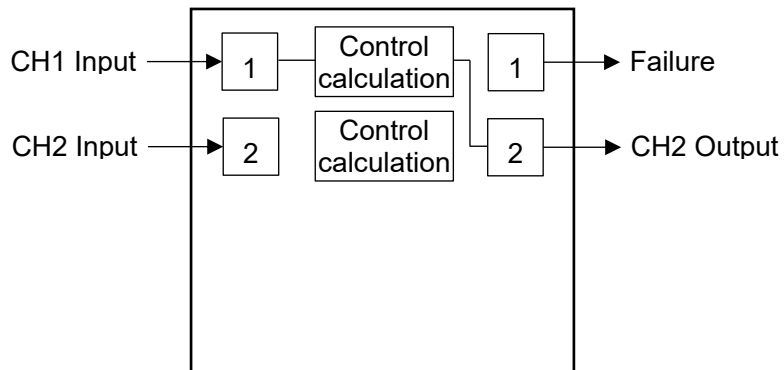 CH1 Input
1
Control
calculation
1
Failure
CH2 Input
2
Control
calculation
2
CH2 Output